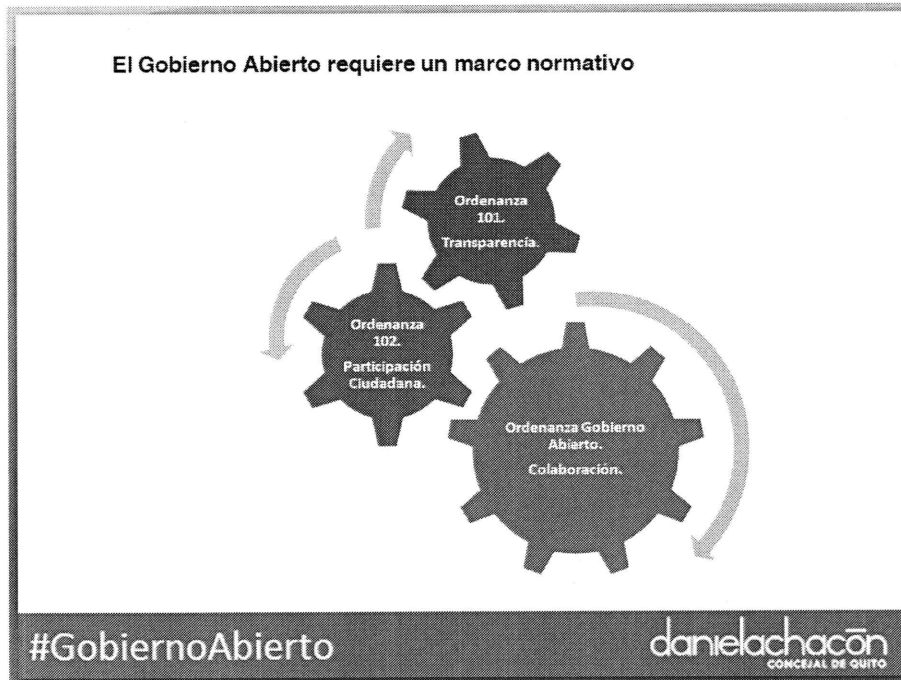 El Gobierno Abierto requiere un marco normativo
Ordenanza
101.
Transparencia.
Ordenanza
102.
Participación
Ciudadana.
Ordenanza Gobierno
Abierto.
Colaboración.
#GobiernoAbierto
danielachacōn
CONCEJAL DE QUITO